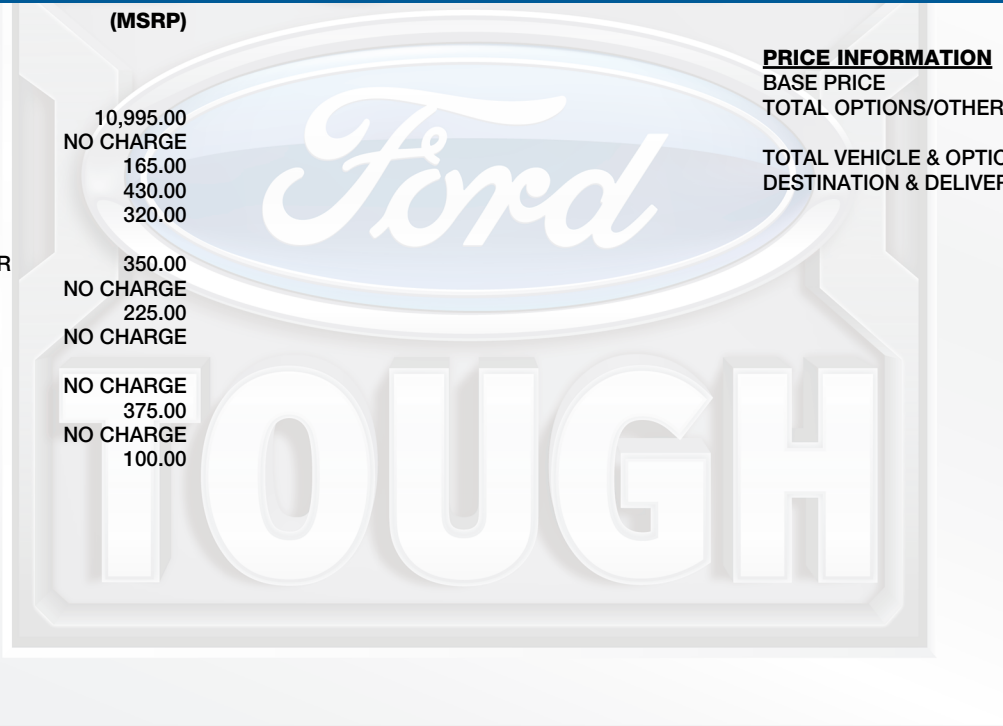 (MSRP)
10,995.00
NO CHARGE
165.00
430.00
320.00
R 350.00
NO CHARGE
225.00
NO CHARGE
NO CHARGE
375.00
NO CHARGE
100.00
PRICE INFORMATION
BASE PRICE
TOTAL OPTIONS/OTHER
TOTAL VEHICLE & OPTIO
DESTINATION & DELIVER
Ford
TOUGH